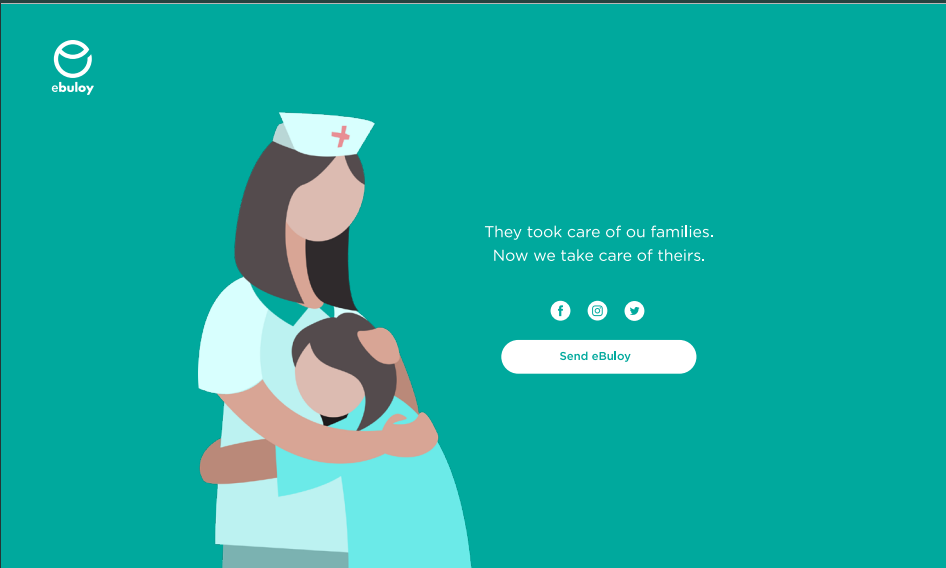 ebuloy
They took care of ou families.
Now we take care of theirs.
Send eBuloy